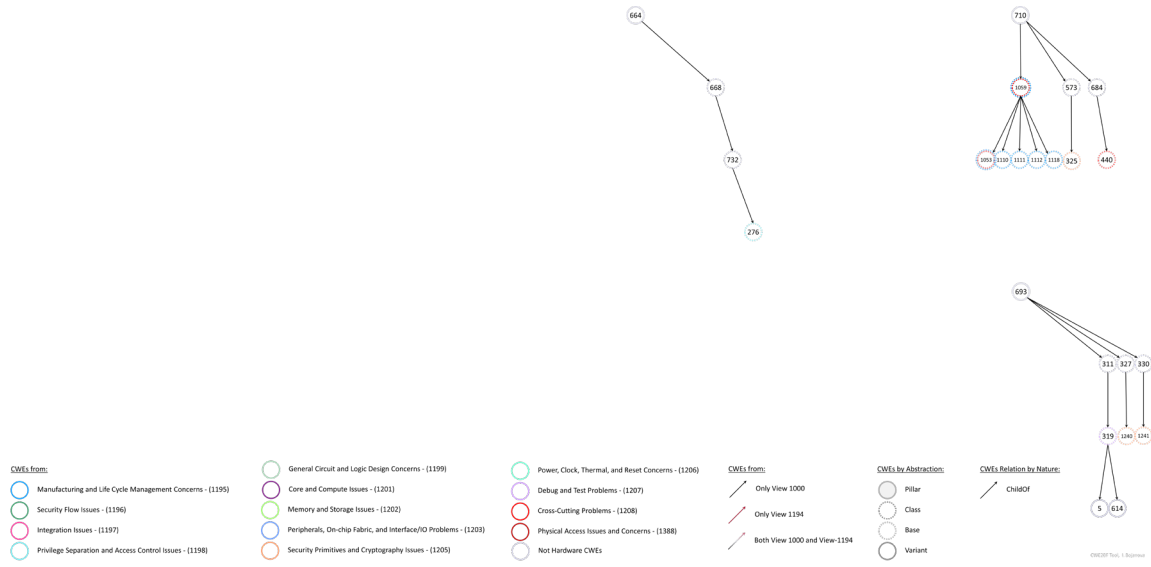 664
710
668
1059
573
684
732
1053
1110
1111
1112
1118
325
440
276
693
311
327
330
319
1240
1241
5
614
CWEs from:
Manufacturing and Life Cycle Management Concerns - (1195)
Security Flow Issues - (1196)
Integration Issues - (1197)
Privilege Separation and Access Control Issues - (1198)
General Circuit and Logic Design Concerns - (1199)
Core and Compute Issues - (1201)
Memory and Storage Issues - (1202)
Peripherals, On-chip Fabric, and Interface/IO Problems - (1203)
Security Primitives and Cryptography Issues - (1205)
Power, Clock, Thermal, and Reset Concerns - (1206)
Debug and Test Problems - (1207)
Cross-Cutting Problems - (1208)
Physical Access Issues and Concerns - (1388)
Not Hardware CWEs
CWEs from:
Only View 1000
Only View 1194
Both View 1000 and View-1194
CWEs by Abstraction:
Pillar
Class
Base
Variant
CWEs Relation by Nature:
ChildOf